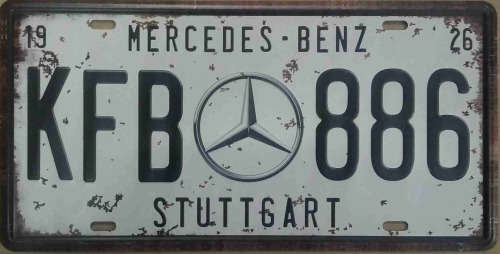 19 MERCEDES-BENZ 26
KFB 886
STUTTGART